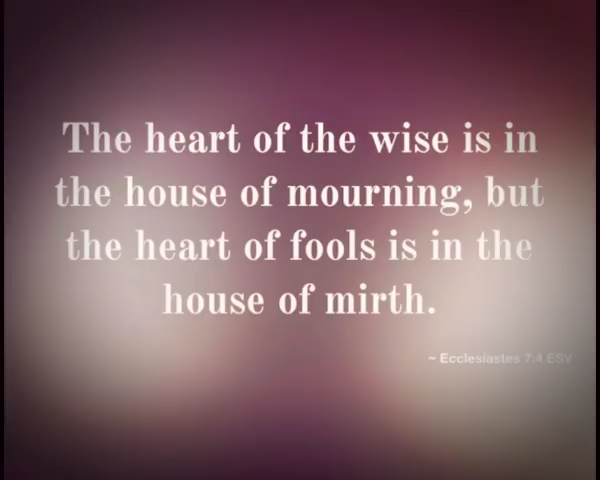 The heart of the wise is in
the house of mourning, but
the heart of fools is in the
house of mirth.
~ Ecclesiastes 7:4 ESV